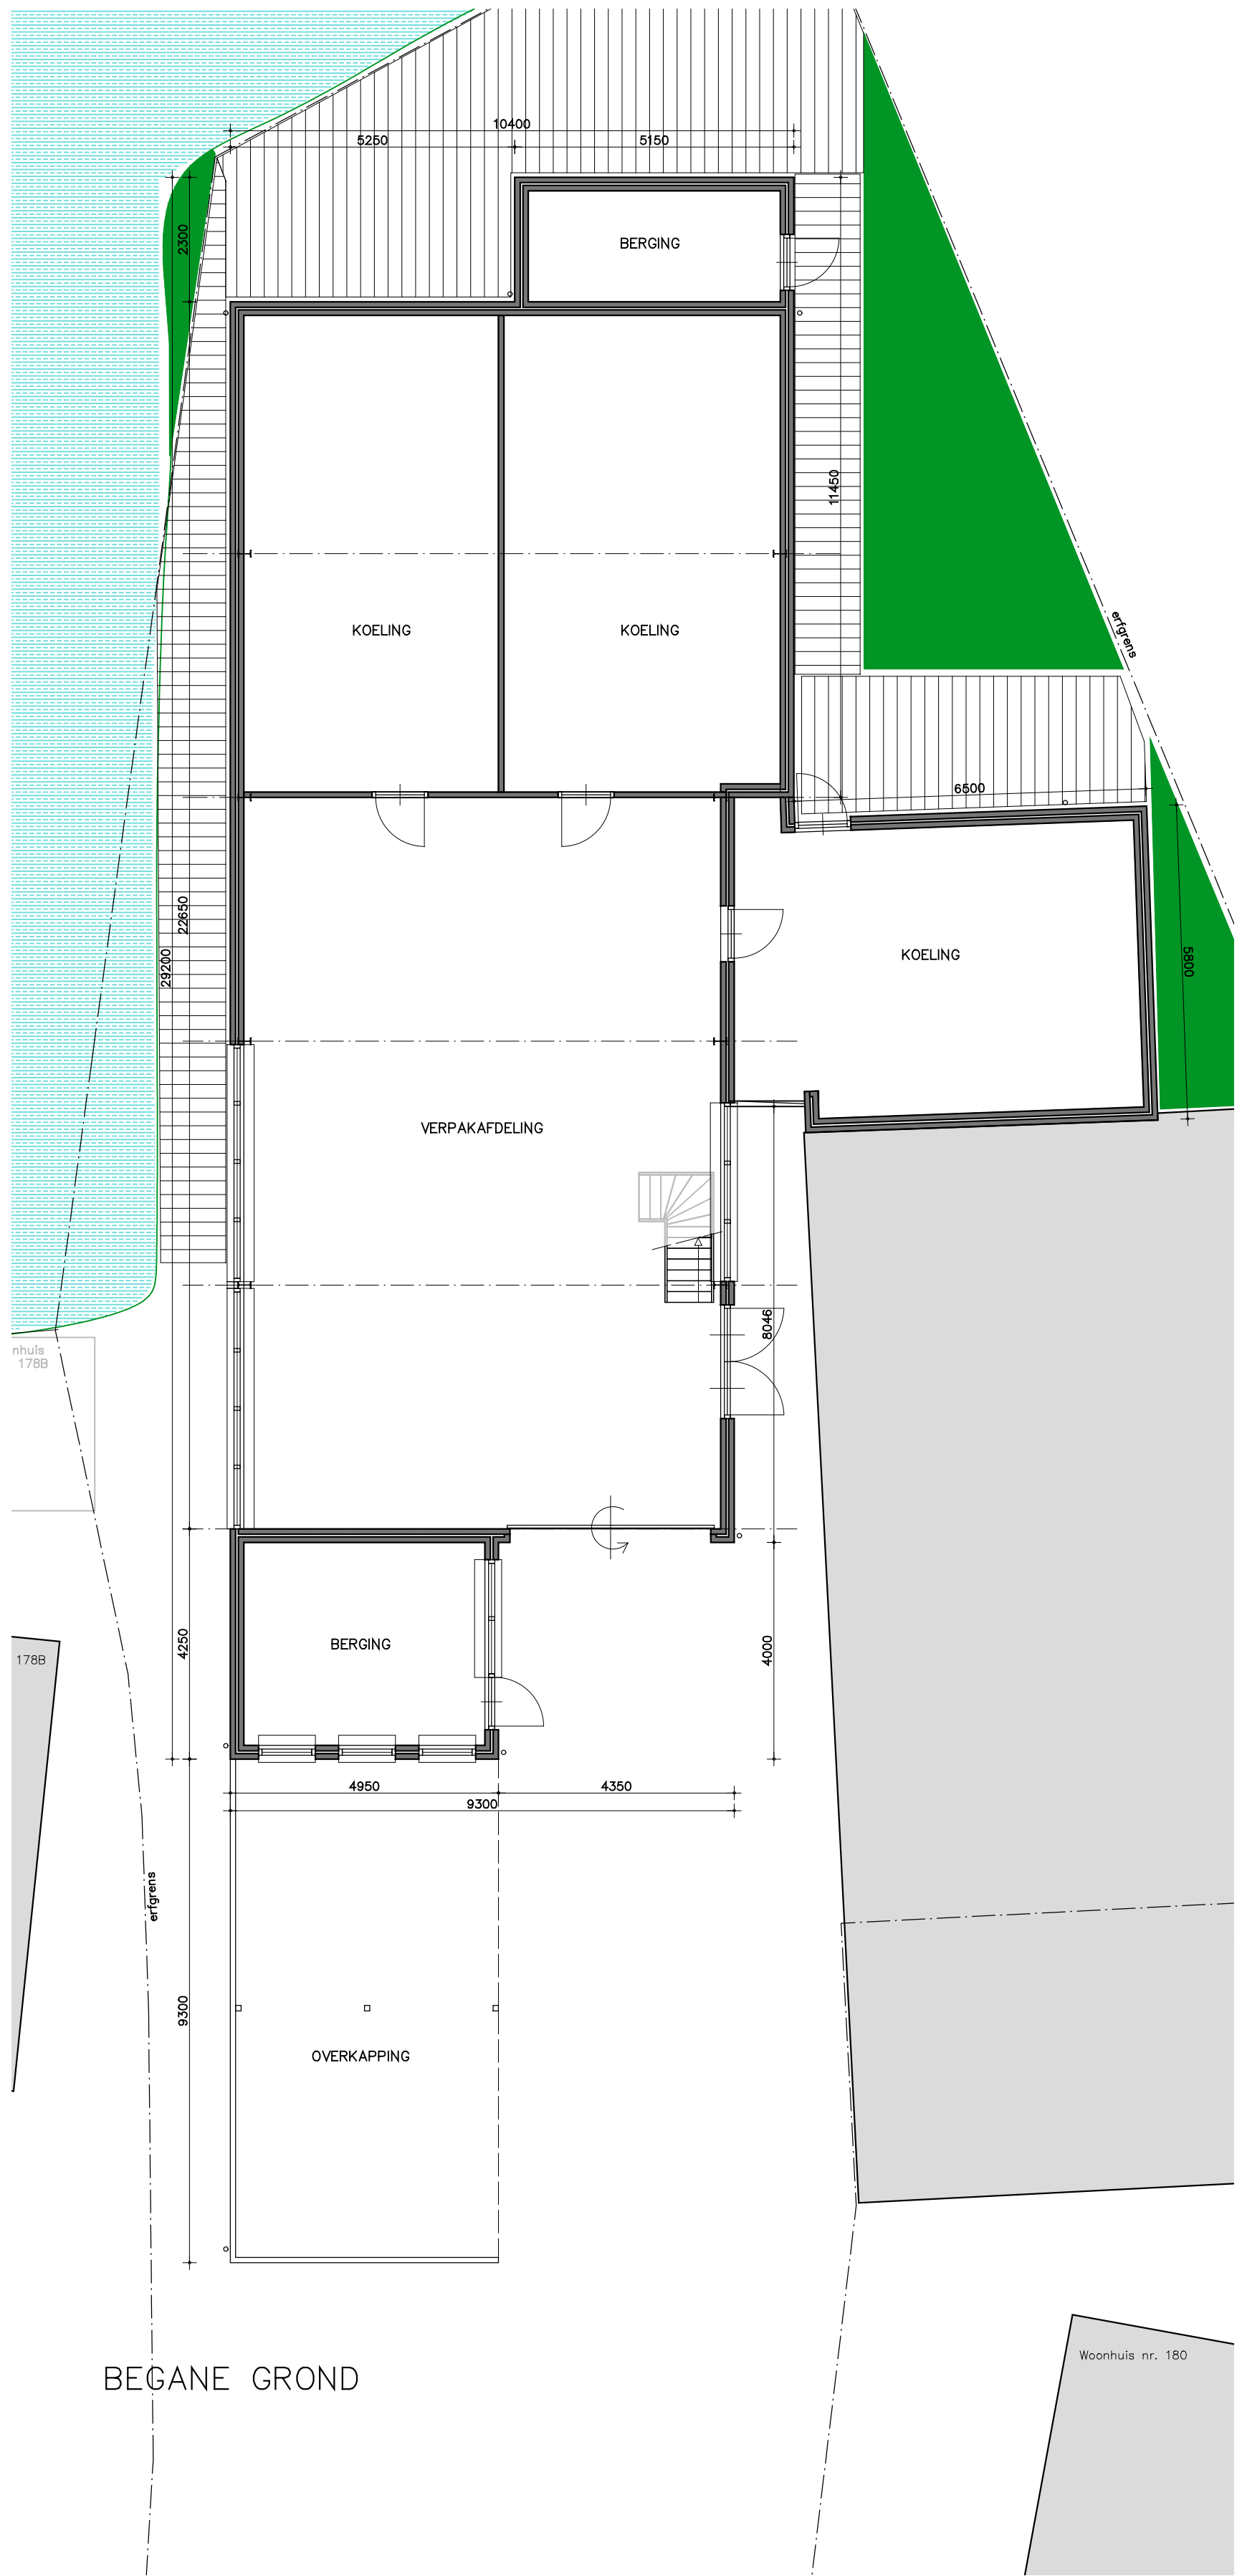 10400
5250
5150
2300
BERGING
11450
KOELING
KOELING
erfgrens
6500
22650
29200
KOELING
5800
VERPAKAFDELING
8046
nhuis
178B
4250
BERGING
4000
178B
4950
4350
9300
erfgrens
9300
OVERKAPPING
BEGANE GROND
Woonhuis nr. 180